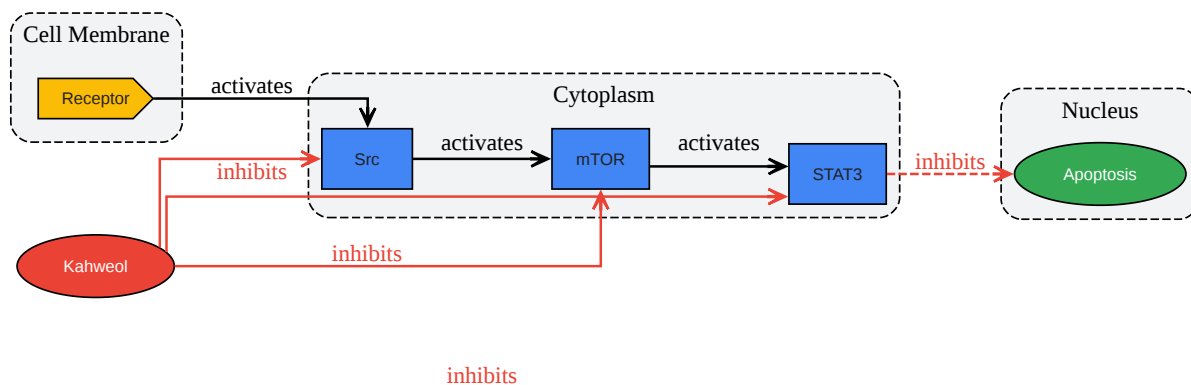 Cell Membrane
Receptor
activates
Cytoplasm
Src
activates
mTOR
activates
STAT3
inhibits
Nucleus
Apoptosis
inhibits
Kahweol
inhibits
inhibits